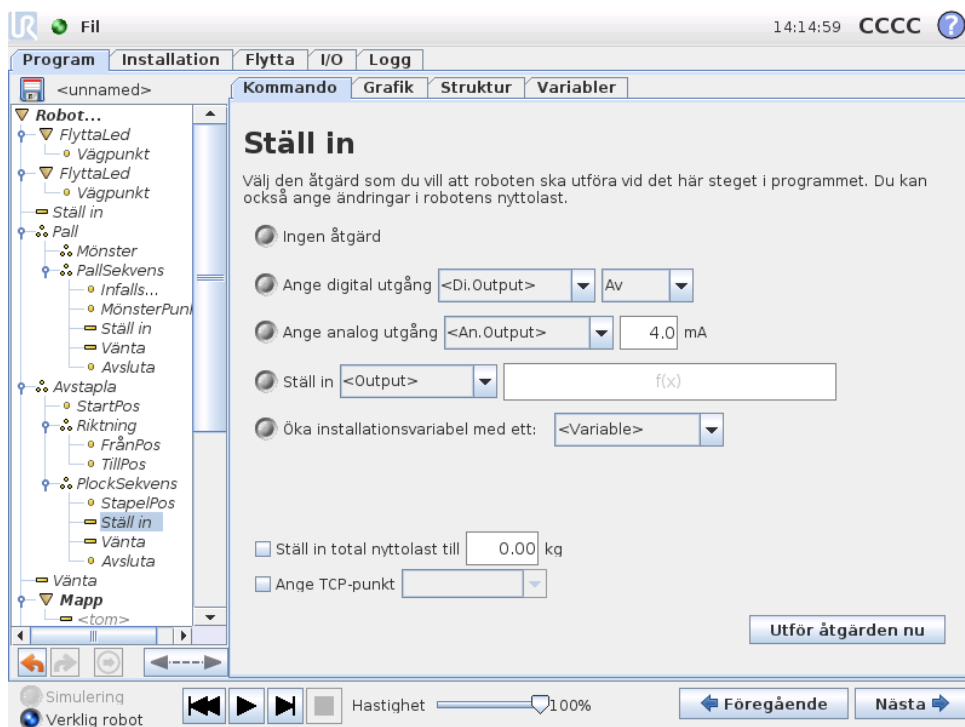 UR Fil 14:14:59 CCCC ?
Program Installation Flytta I/O Logg
<unnamed>
Kommando Grafik Struktur Variabler
Robot...
FlyttaLed
Vägpunkt
FlyttaLed
Vägpunkt
Ställ in
Pall
Mönster
PallSekvens
Infalls...
MönsterPunl
Ställ in
Vänta
Avsluta
Avstapla
StartPos
Riktning
FrånPos
TillPos
PlockSekvens
StapelPos
Ställ in
Vänta
Avsluta
Vänta
Mapp
<tom>
Ställ in
Välj den åtgärd som du vill att roboten ska utföra vid det här steget i programmet. Du kan
också ange ändringar i robotens nyttolast.
Ingen åtgärd
Ange digital utgång <Di.Output> Av
Ange analog utgång <An.Output> 4.0 mA
Ställ in <Output> f(x)
Öka installationsvariabel med ett: <Variable>
Ställ in total nyttolast till 0.00 kg
Ange TCP-punkt
Utför åtgärden nu
Simulering
Verklig robot
Hastighet 100%
Föregående Nästa